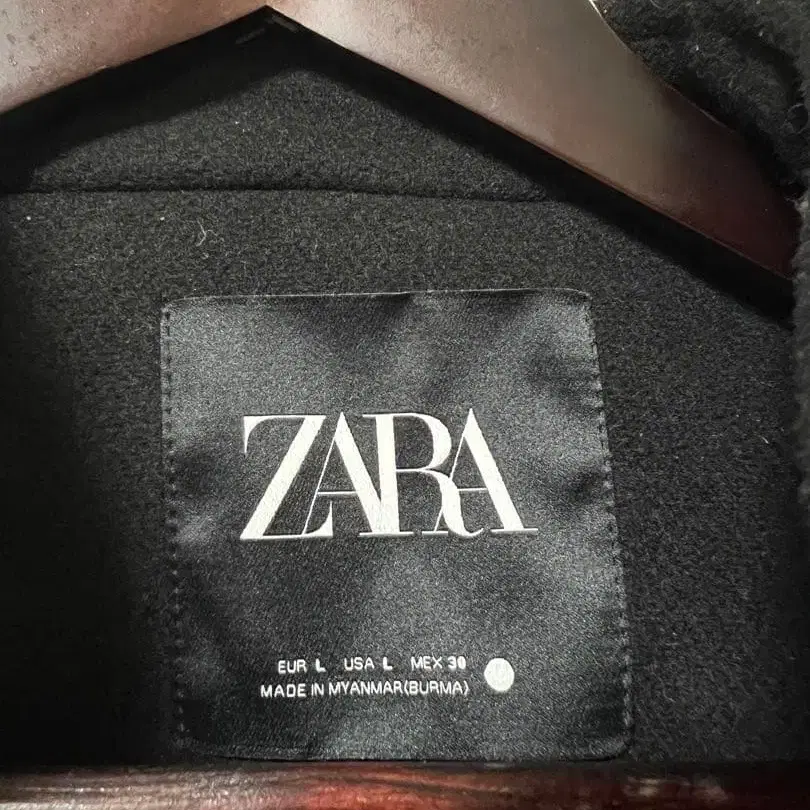 ZARA
EUR L USA L MEX 30
MADE IN MYANMAR(BURMA)